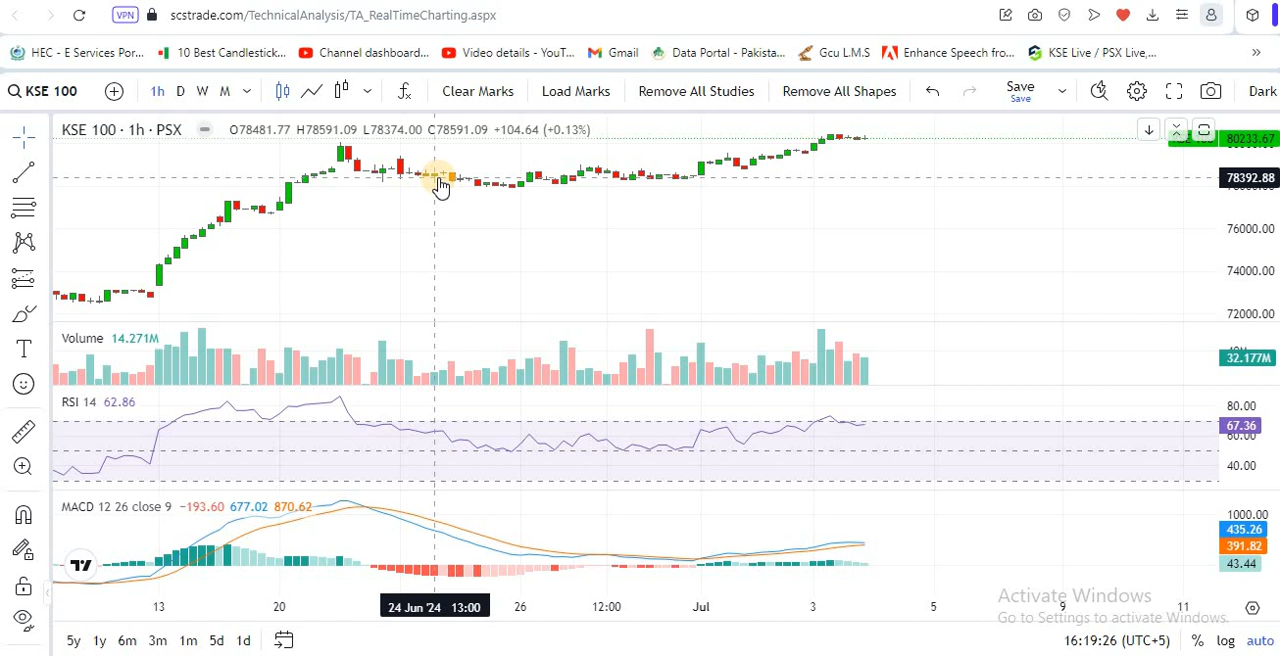 VPN scstrade.com/TechnicalAnalysis/TA_RealTimeCharting.aspx
HEC - E Services Por... 10 Best Candlestick... Channel dashboard... Video details - YouT... Gmail Data Portal - Pakista... Gcu L.M.S Enhance Speech fro... KSE Live / PSX Live,... »
KSE 100 1h D W M Clear Marks Load Marks Remove All Studies Remove All Shapes Save Dark
Save
KSE 100 · 1h · PSX O78481.77 H78591.09 L78374.00 C78591.09 +104.64 (+0.13%)
80233.67
78392.88
76000.00
74000.00
72000.00
Volume 14.271M
32.177M
RSI 14 62.86
80.00
67.36
60.00
40.00
MACD 12 26 close 9 −193.60 677.02 870.62
1000.00
435.26
391.82
43.44
13 20 24 Jun '24 13:00 26 12:00 Jul 3 5 9 11
Activate Windows
Go to Settings to activate Windows.
5y 1y 6m 3m 1m 5d 1d 16:19:26 (UTC+5) % log auto